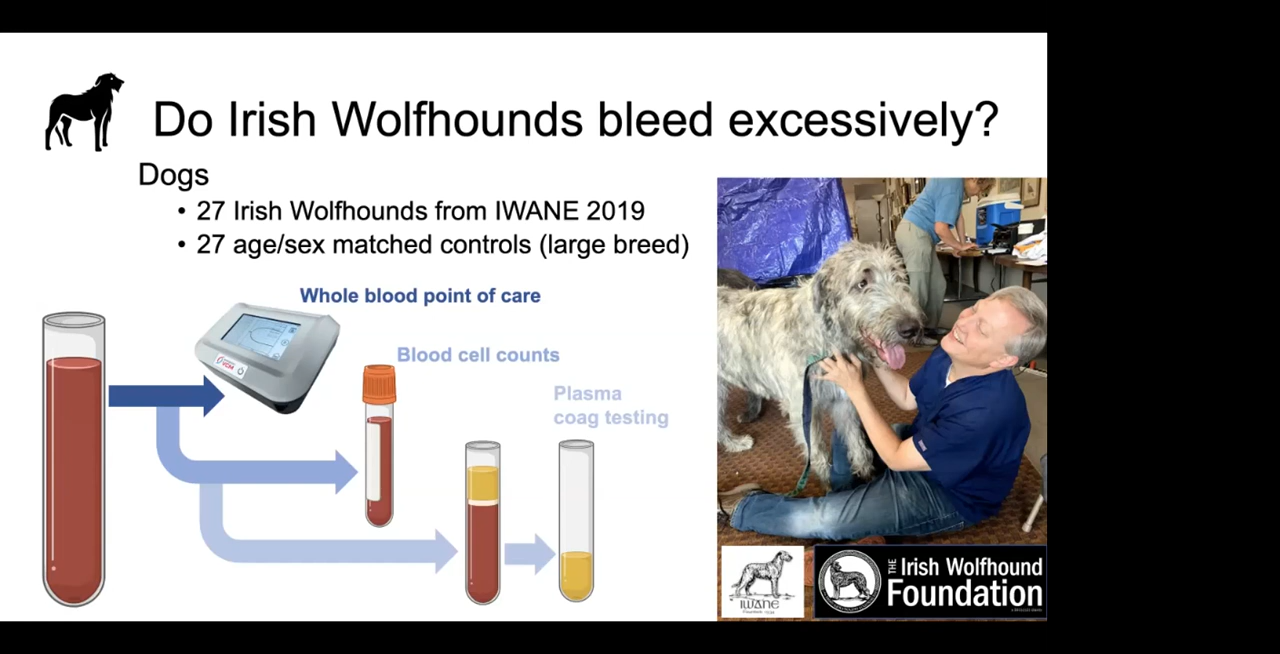 Do Irish Wolfhounds bleed excessively?
Dogs
• 27 Irish Wolfhounds from IWANE 2019
• 27 age/sex matched controls (large breed)
Whole blood point of care
Blood cell counts
Plasma
coag testing
VCM
IWANE
THE
Irish Wolfhound
Foundation